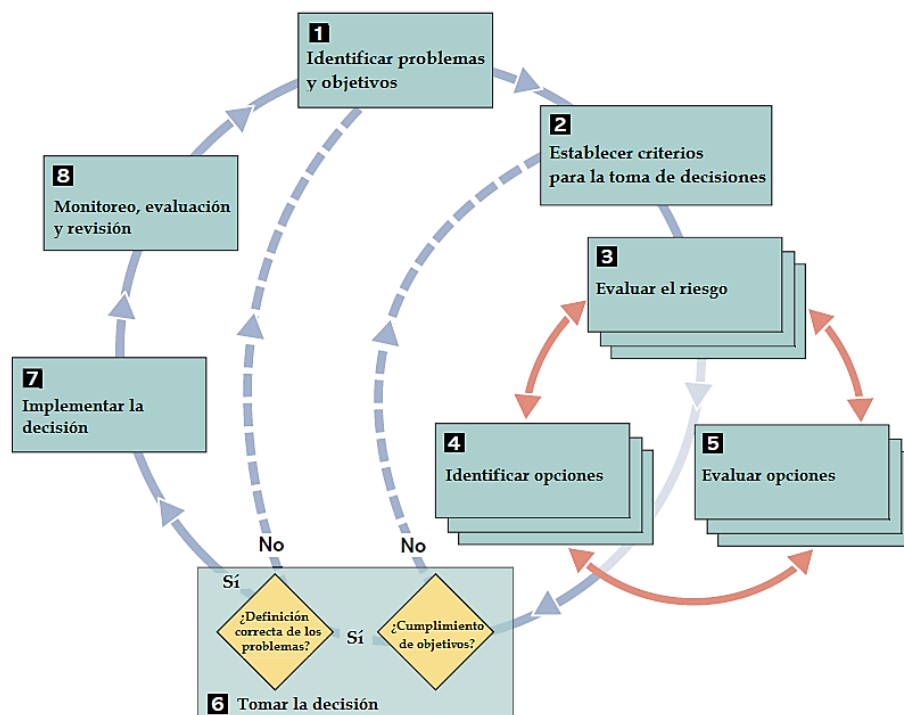 1
Identificar problemas
y objetivos
2
Establecer criterios
para la toma de decisiones
3
Evaluar el riesgo
4
Identificar opciones
5
Evaluar opciones
No
No
Sí
¿Definición
correcta de los
problemas?
Sí
¿Cumplimiento
de objetivos?
6 Tomar la decisión
7
Implementar la
decisión
8
Monitoreo, evaluación
y revisión